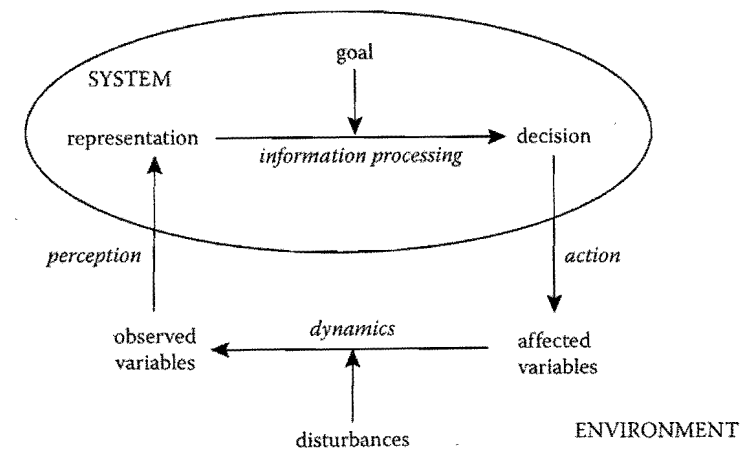 goal
SYSTEM
representation
decision
information processing
perception
action
observed
variables
dynamics
affected
variables
disturbances
ENVIRONMENT